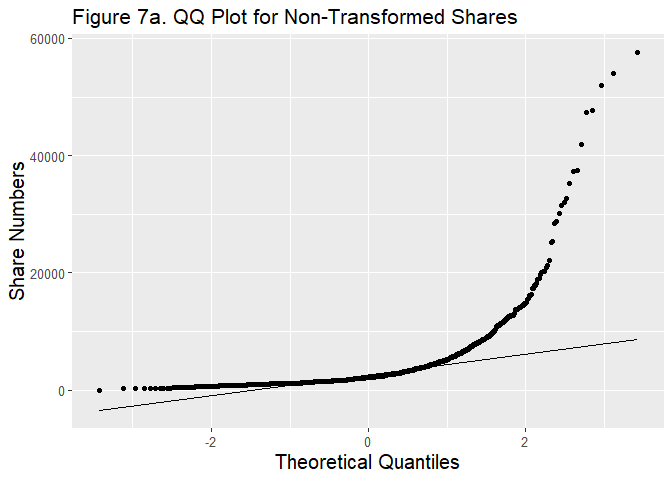 Figure 7a. QQ Plot for Non-Transformed Shares
60000
40000
20000
0
Share Numbers
-2
0
2
Theoretical Quantiles